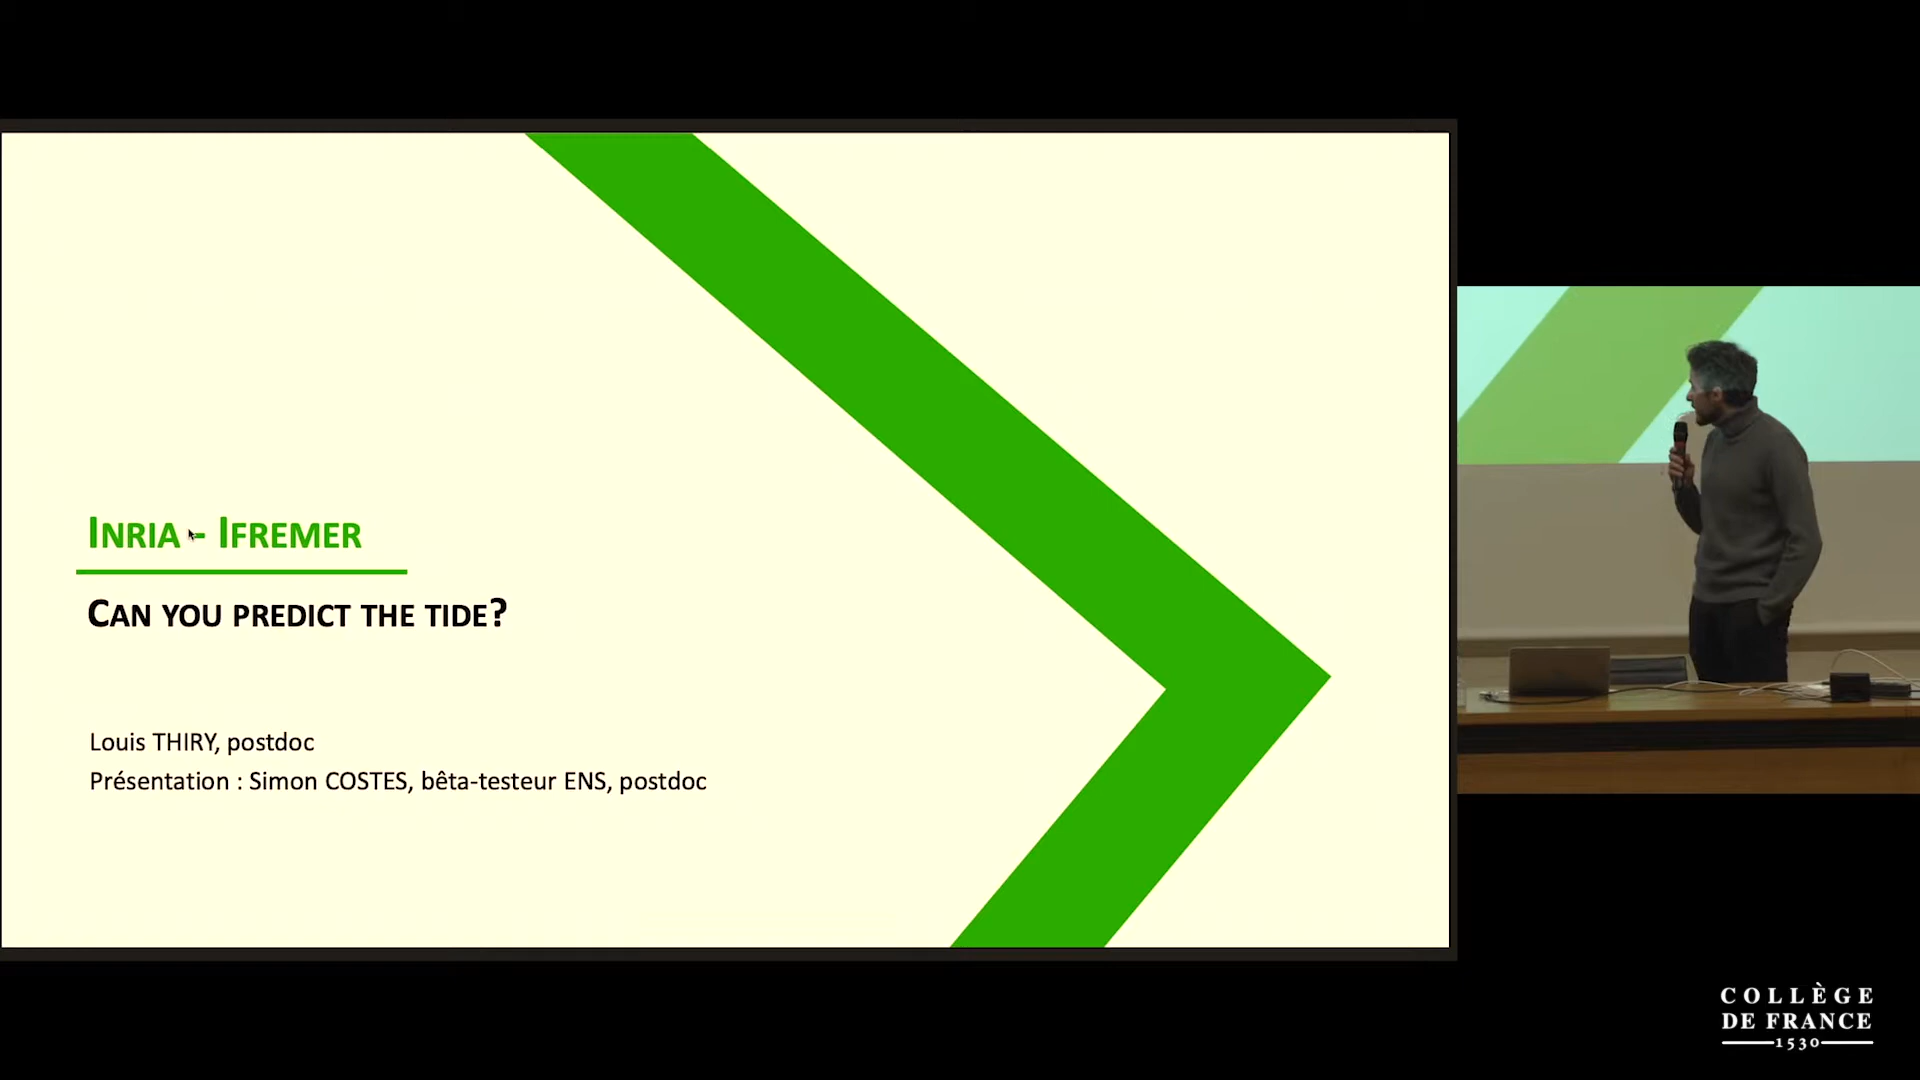 INRIA - IFREMER
CAN YOU PREDICT THE TIDE?
Louis THIRY, postdoc
Présentation : Simon COSTES, bêta-testeur ENS, postdoc
COLLÈGE
DE FRANCE
1530